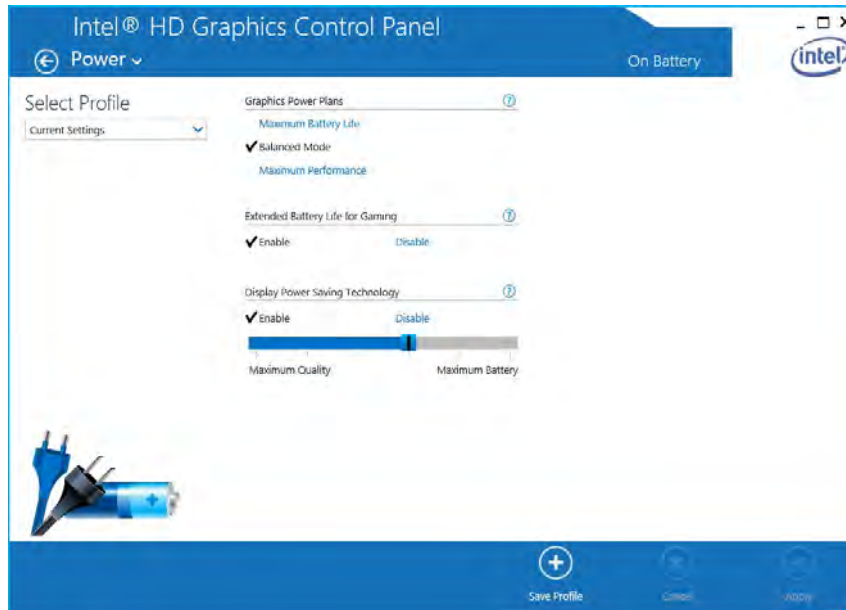 Intel® HD Graphics Control Panel
Power
On Battery
intel
Select Profile
Current Settings
Graphics Power Plans
?
Maximum Battery Life
Balanced Mode
Maximum Performance
Extended Battery Life for Gaming
?
Enable Disable
Display Power Saving Technology
?
Enable Disable
Maximum Quality Maximum Battery
Save Profile Cancel Apply